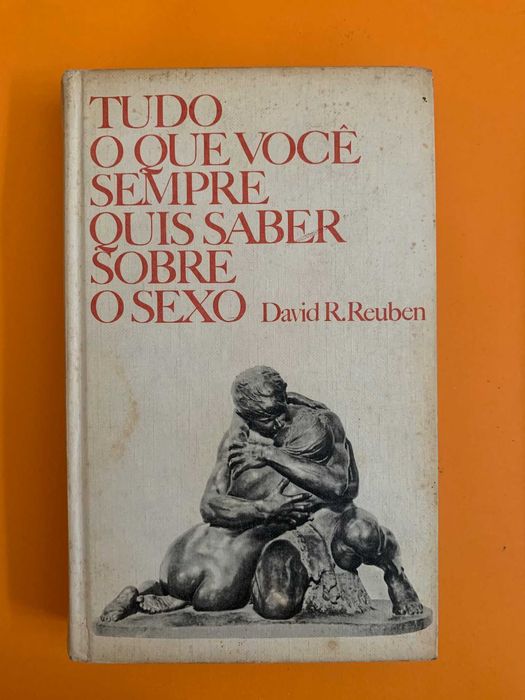 TUDO
O QUE VOCÊ
SEMPRE
QUIS SABER
SOBRE
O SEXO David R. Reuben